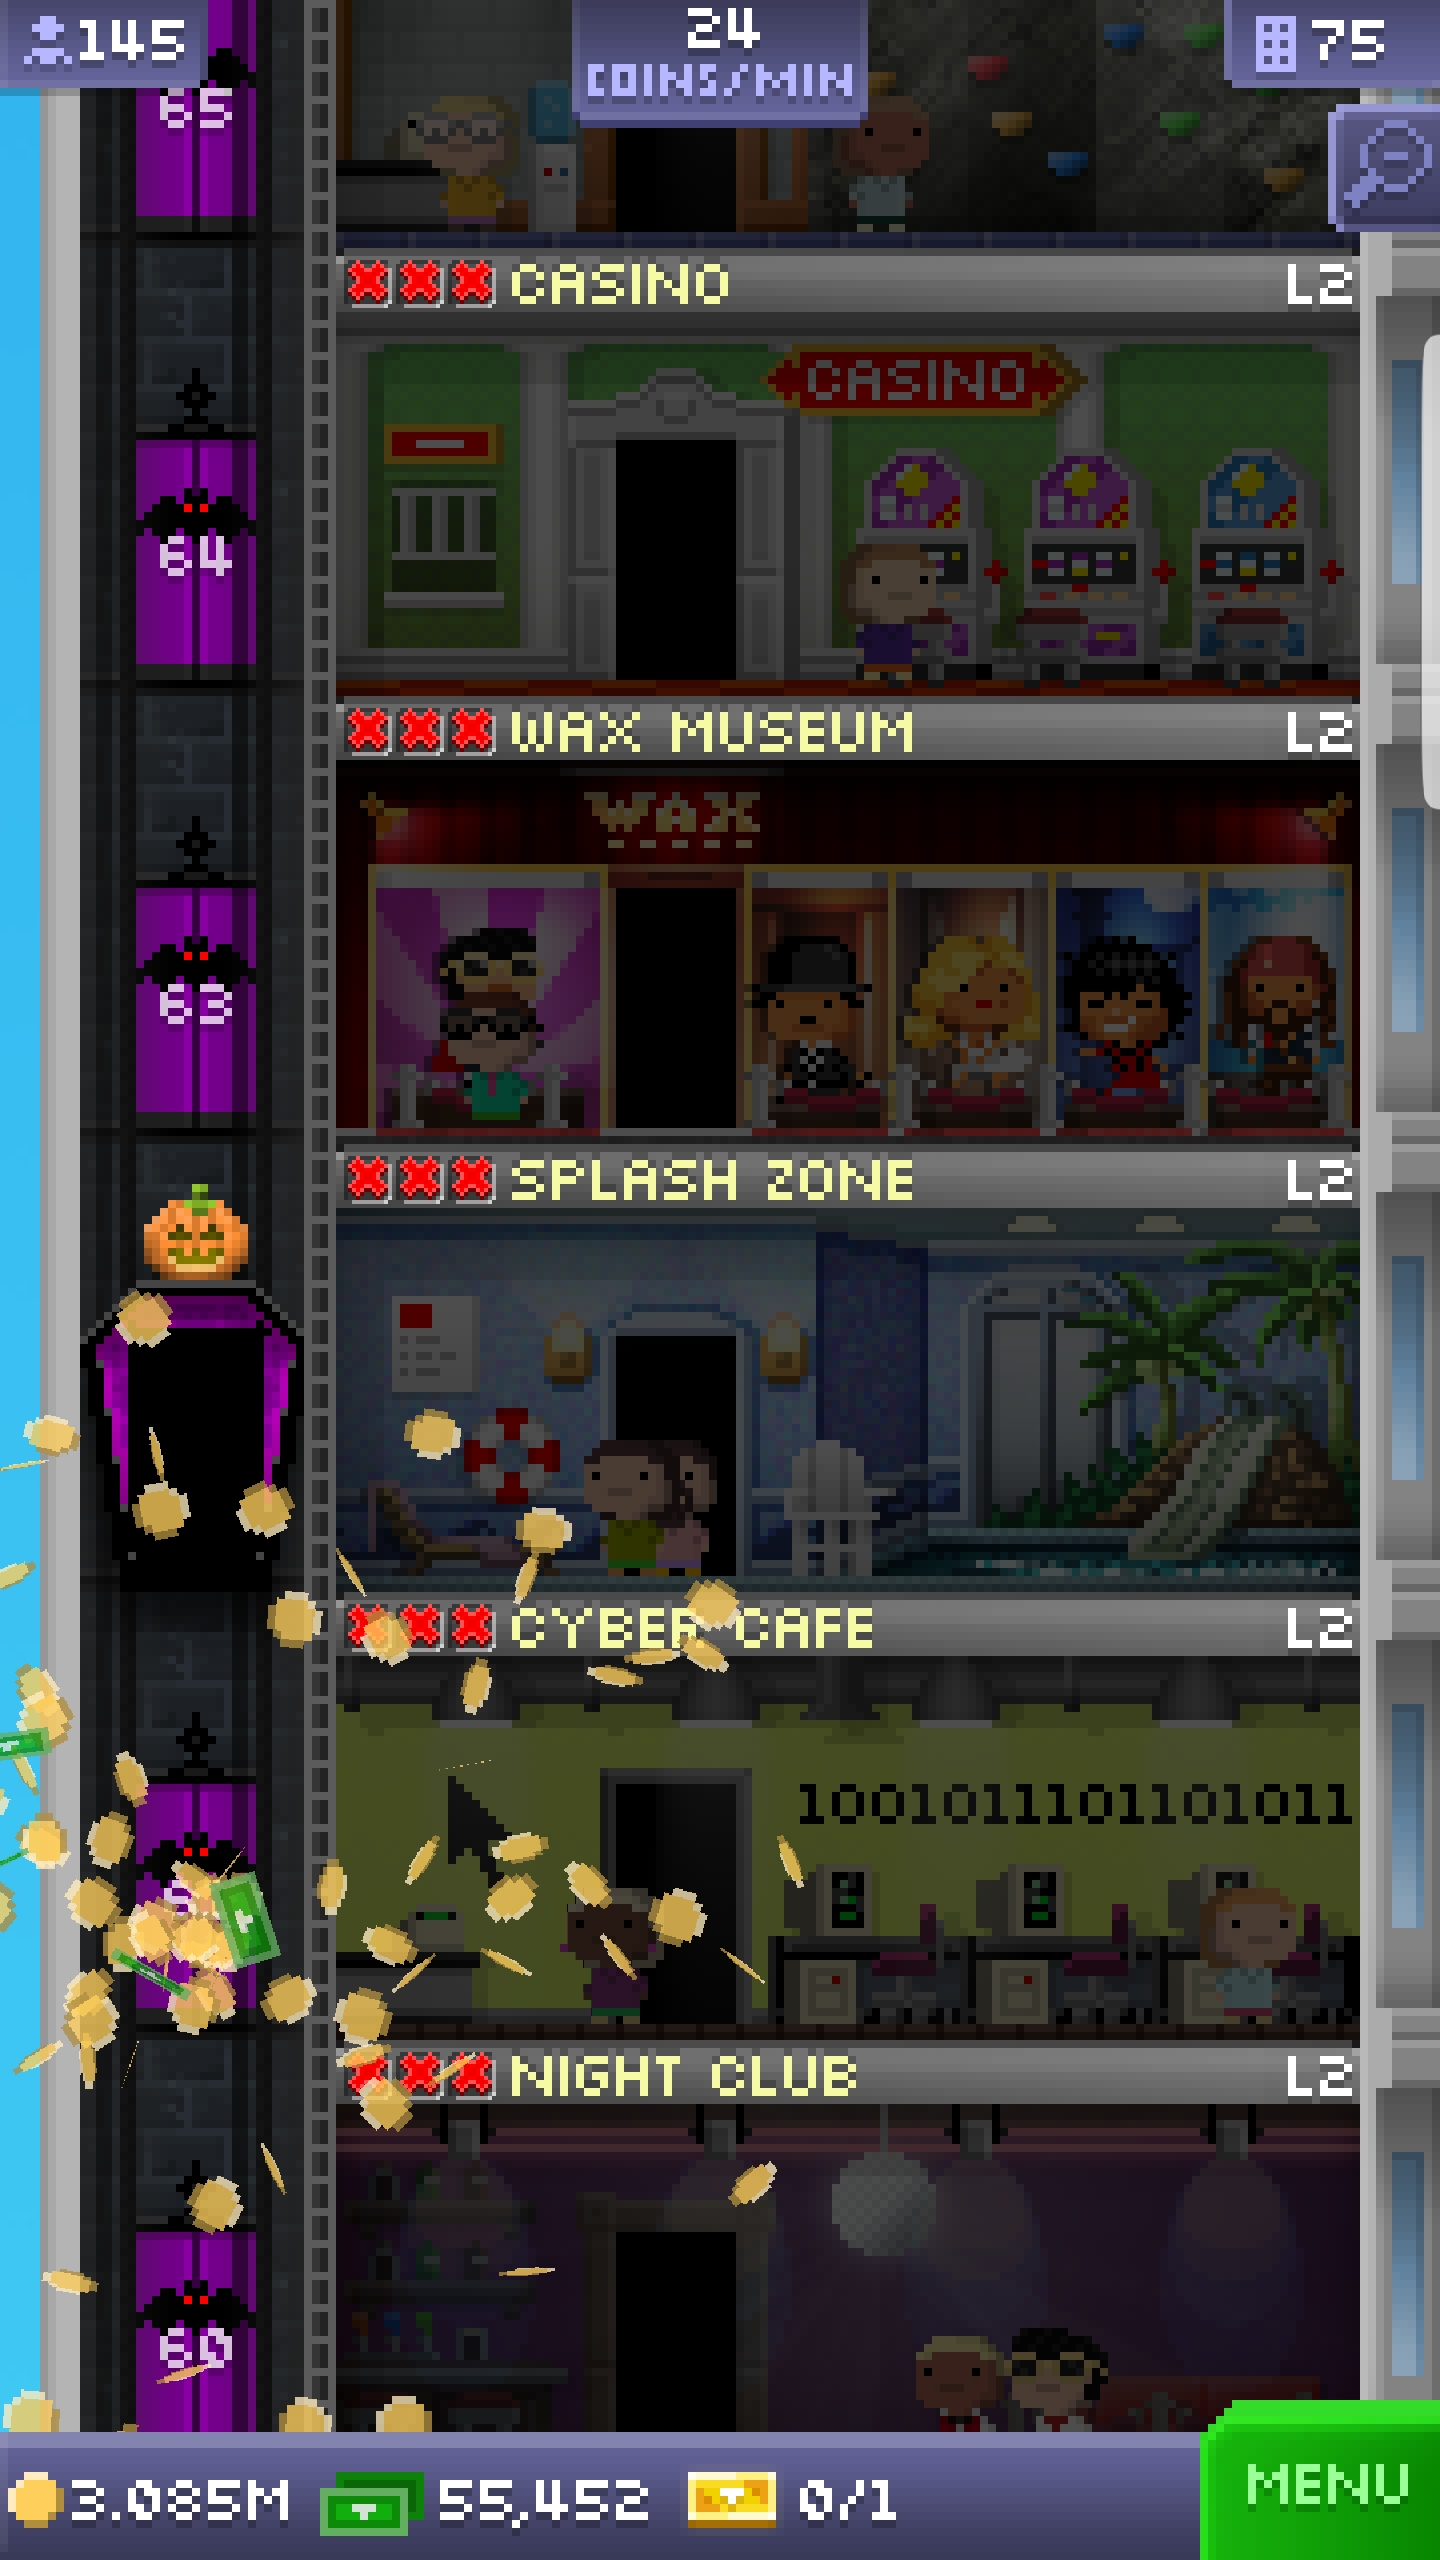 145
24
COINS/MIN
75
65
CASINO L2
CASINO
64
WAX MUSEUM L2
WAX
63
SPLASH ZONE L2
CYBER CAFE L2
1001011101101011
NIGHT CLUB L2
60
3.085M 55,452 0/1
MENU